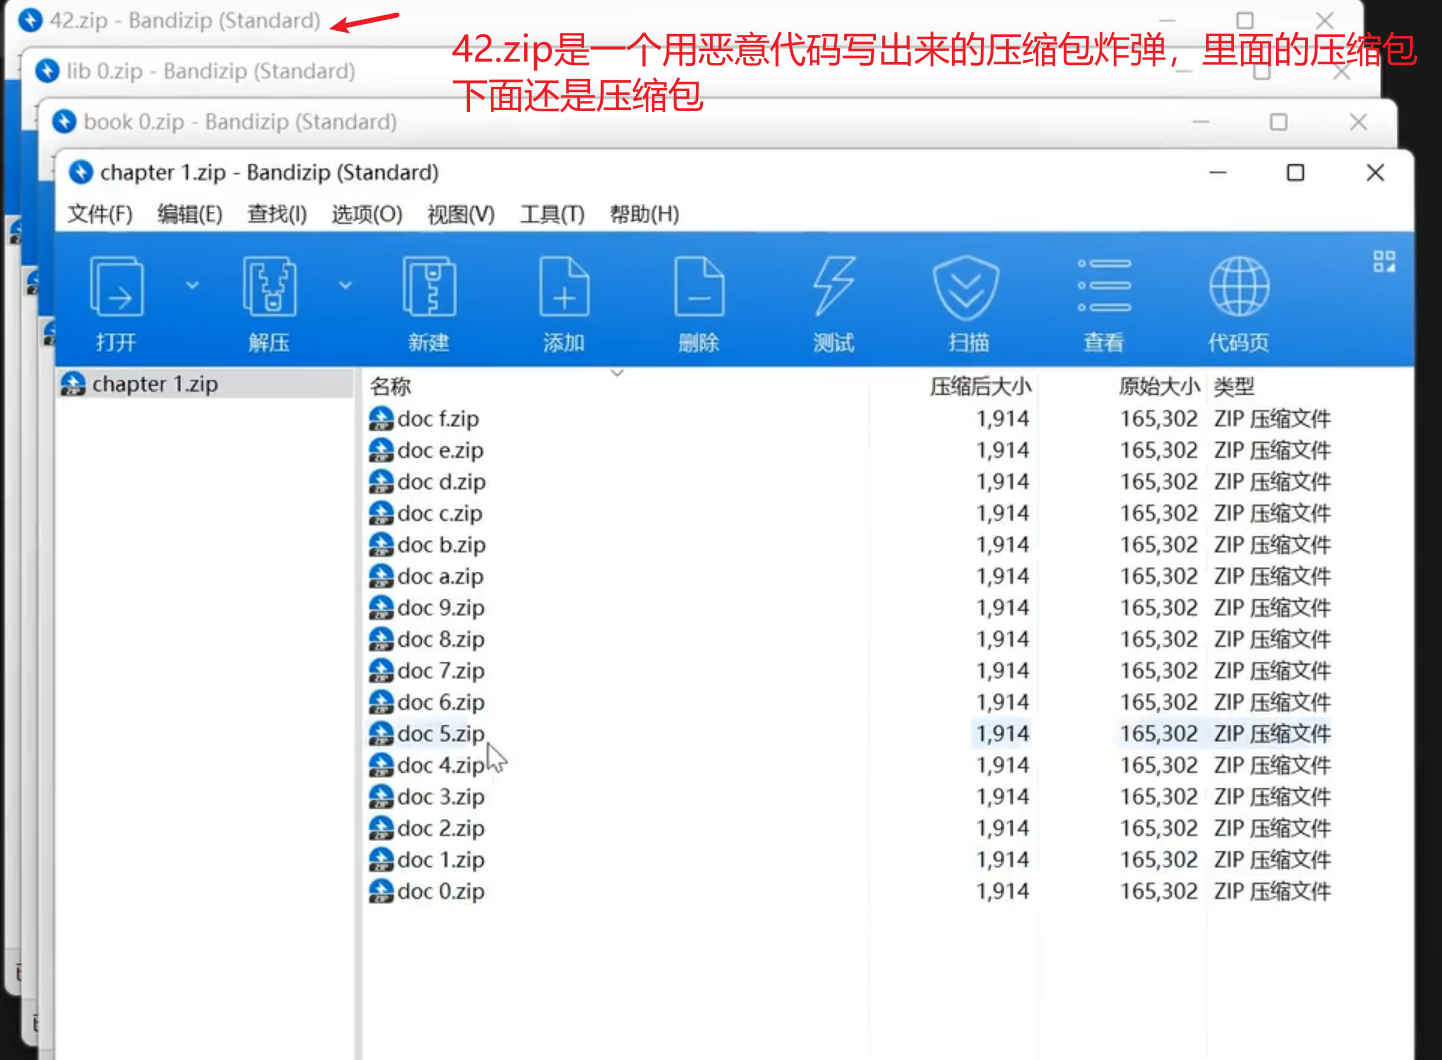 42.zip - Bandizip (Standard)
42.zip是一个用恶意代码写出来的压缩包炸弹，里面的压缩包
下面还是压缩包
lib 0.zip - Bandizip (Standard)
book 0.zip - Bandizip (Standard)
chapter 1.zip - Bandizip (Standard)
文件(F) 编辑(E) 查找(I) 选项(O) 视图(V) 工具(T) 帮助(H)
打开 解压 新建 添加 删除 测试 扫描 查看 代码页
chapter 1.zip
名称 压缩后大小 原始大小 类型
doc f.zip 1,914 165,302 ZIP 压缩文件
doc e.zip 1,914 165,302 ZIP 压缩文件
doc d.zip 1,914 165,302 ZIP 压缩文件
doc c.zip 1,914 165,302 ZIP 压缩文件
doc b.zip 1,914 165,302 ZIP 压缩文件
doc a.zip 1,914 165,302 ZIP 压缩文件
doc 9.zip 1,914 165,302 ZIP 压缩文件
doc 8.zip 1,914 165,302 ZIP 压缩文件
doc 7.zip 1,914 165,302 ZIP 压缩文件
doc 6.zip 1,914 165,302 ZIP 压缩文件
doc 5.zip 1,914 165,302 ZIP 压缩文件
doc 4.zip 1,914 165,302 ZIP 压缩文件
doc 3.zip 1,914 165,302 ZIP 压缩文件
doc 2.zip 1,914 165,302 ZIP 压缩文件
doc 1.zip 1,914 165,302 ZIP 压缩文件
doc 0.zip 1,914 165,302 ZIP 压缩文件